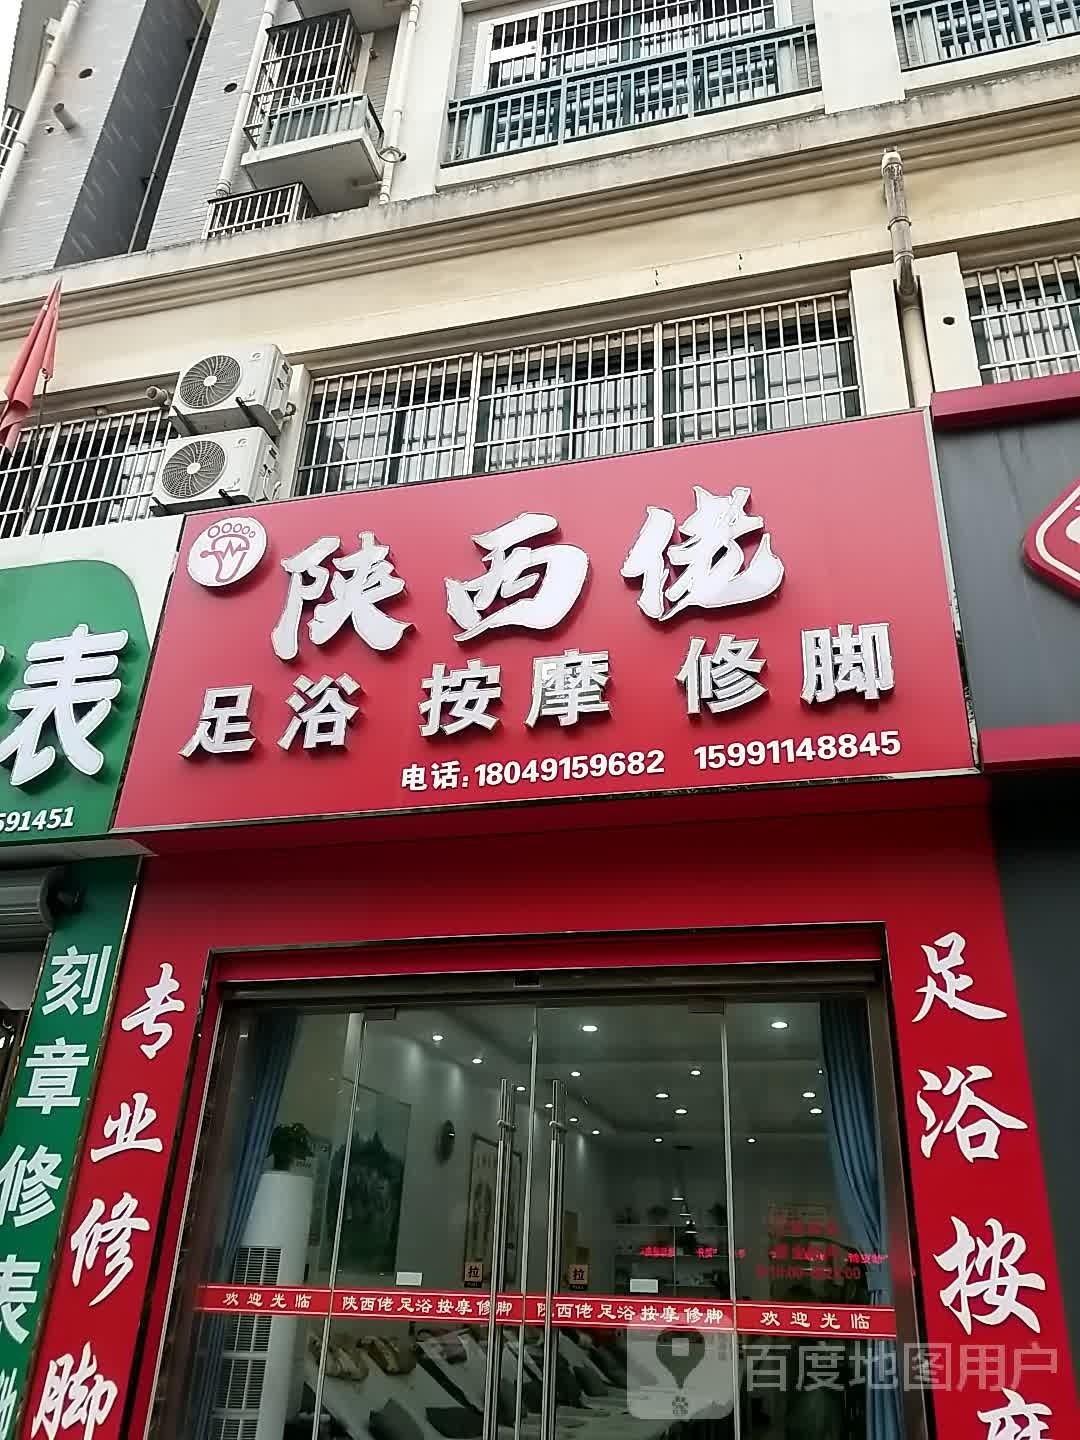 陕西佬
足浴 按摩 修脚
电话:18049159682 15991148845
表
591451
刻章修表
专业修脚
足浴按摩
拉
拉
欢迎光临
陕西佬足浴按摩修脚
陕西佬足浴按摩修脚
欢迎光临
百度地图用户